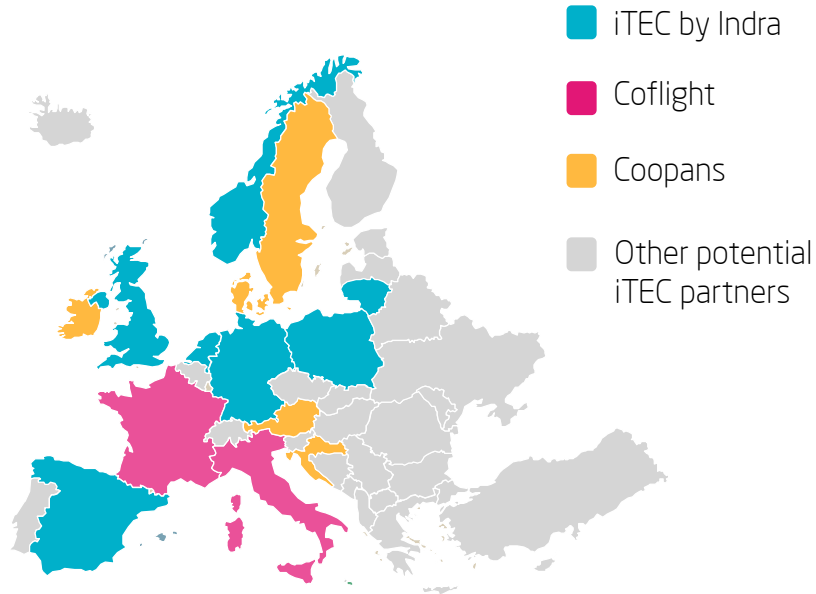 iTEC by Indra
Coflight
Coopans
Other potential
iTEC partners